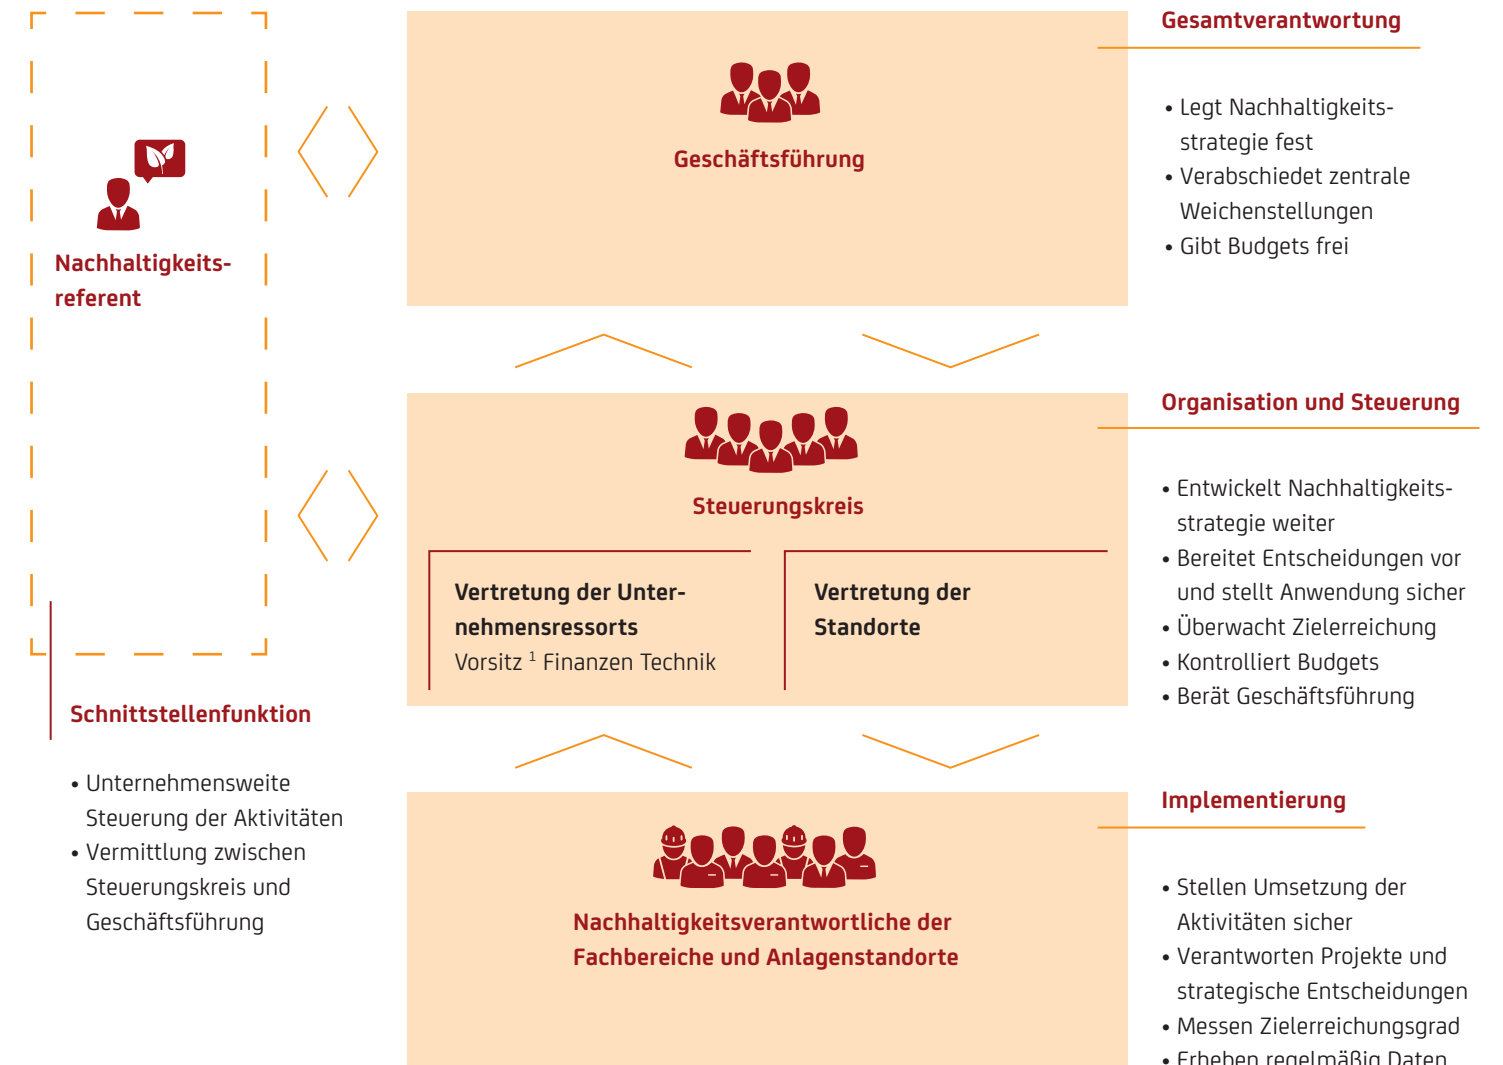 Nachhaltigkeits-
referent
Schnittstellenfunktion
• Unternehmensweite
Steuerung der Aktivitäten
• Vermittlung zwischen
Steuerungskreis und
Geschäftsführung
Geschäftsführung
Gesamtverantwortung
• Legt Nachhaltigkeits-
strategie fest
• Verabschiedet zentrale
Weichenstellungen
• Gibt Budgets frei
Steuerungskreis
Vertretung der Unter-
nehmensressorts
Vorsitz ¹ Finanzen Technik
Vertretung der
Standorte
Organisation und Steuerung
• Entwickelt Nachhaltigkeits-
strategie weiter
• Bereitet Entscheidungen vor
und stellt Anwendung sicher
• Überwacht Zielerreichung
• Kontrolliert Budgets
• Berät Geschäftsführung
Nachhaltigkeitsverantwortliche der
Fachbereiche und Anlagenstandorte
Implementierung
• Stellen Umsetzung der
Aktivitäten sicher
• Verantworten Projekte und
strategische Entscheidungen
• Messen Zielerreichungsgrad
• Erheben regelmäßig Daten